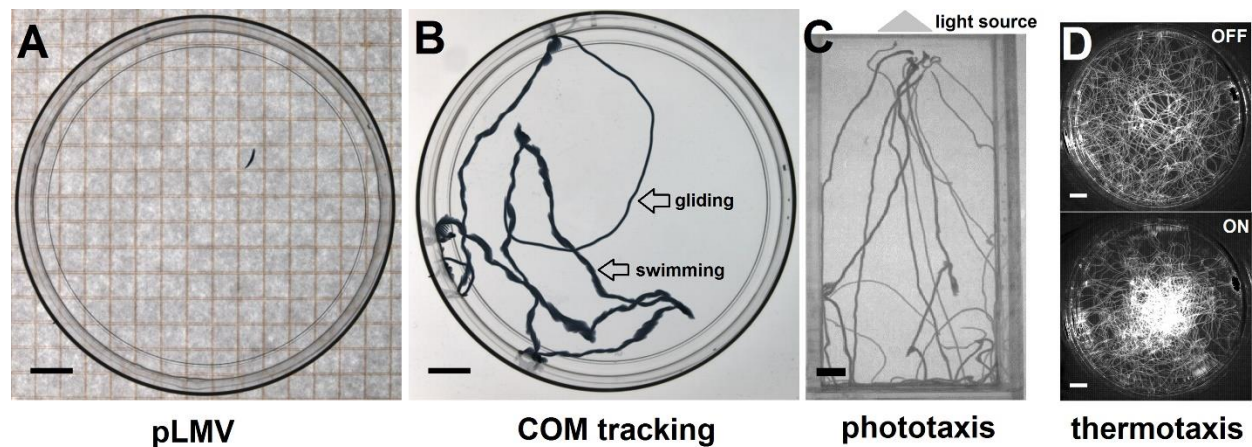 A
B
light source
C
D
OFF
gliding
swimming
ON
pLMV
COM tracking
phototaxis
thermotaxis